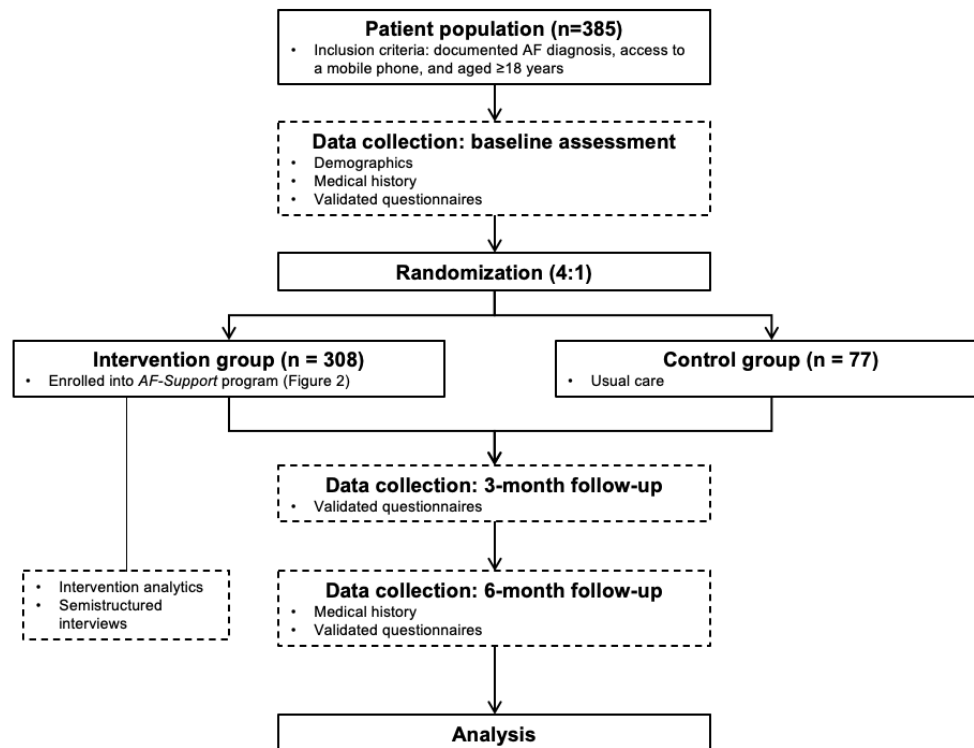 Patient population (n=385)
• Inclusion criteria: documented AF diagnosis, access to
a mobile phone, and aged ≥18 years
Data collection: baseline assessment
• Demographics
• Medical history
• Validated questionnaires
Randomization (4:1)
Intervention group (n = 308)
• Enrolled into AF-Support program (Figure 2)
Control group (n = 77)
• Usual care
Data collection: 3-month follow-up
• Validated questionnaires
• Intervention analytics
• Semistructured
interviews
Data collection: 6-month follow-up
• Medical history
• Validated questionnaires
Analysis